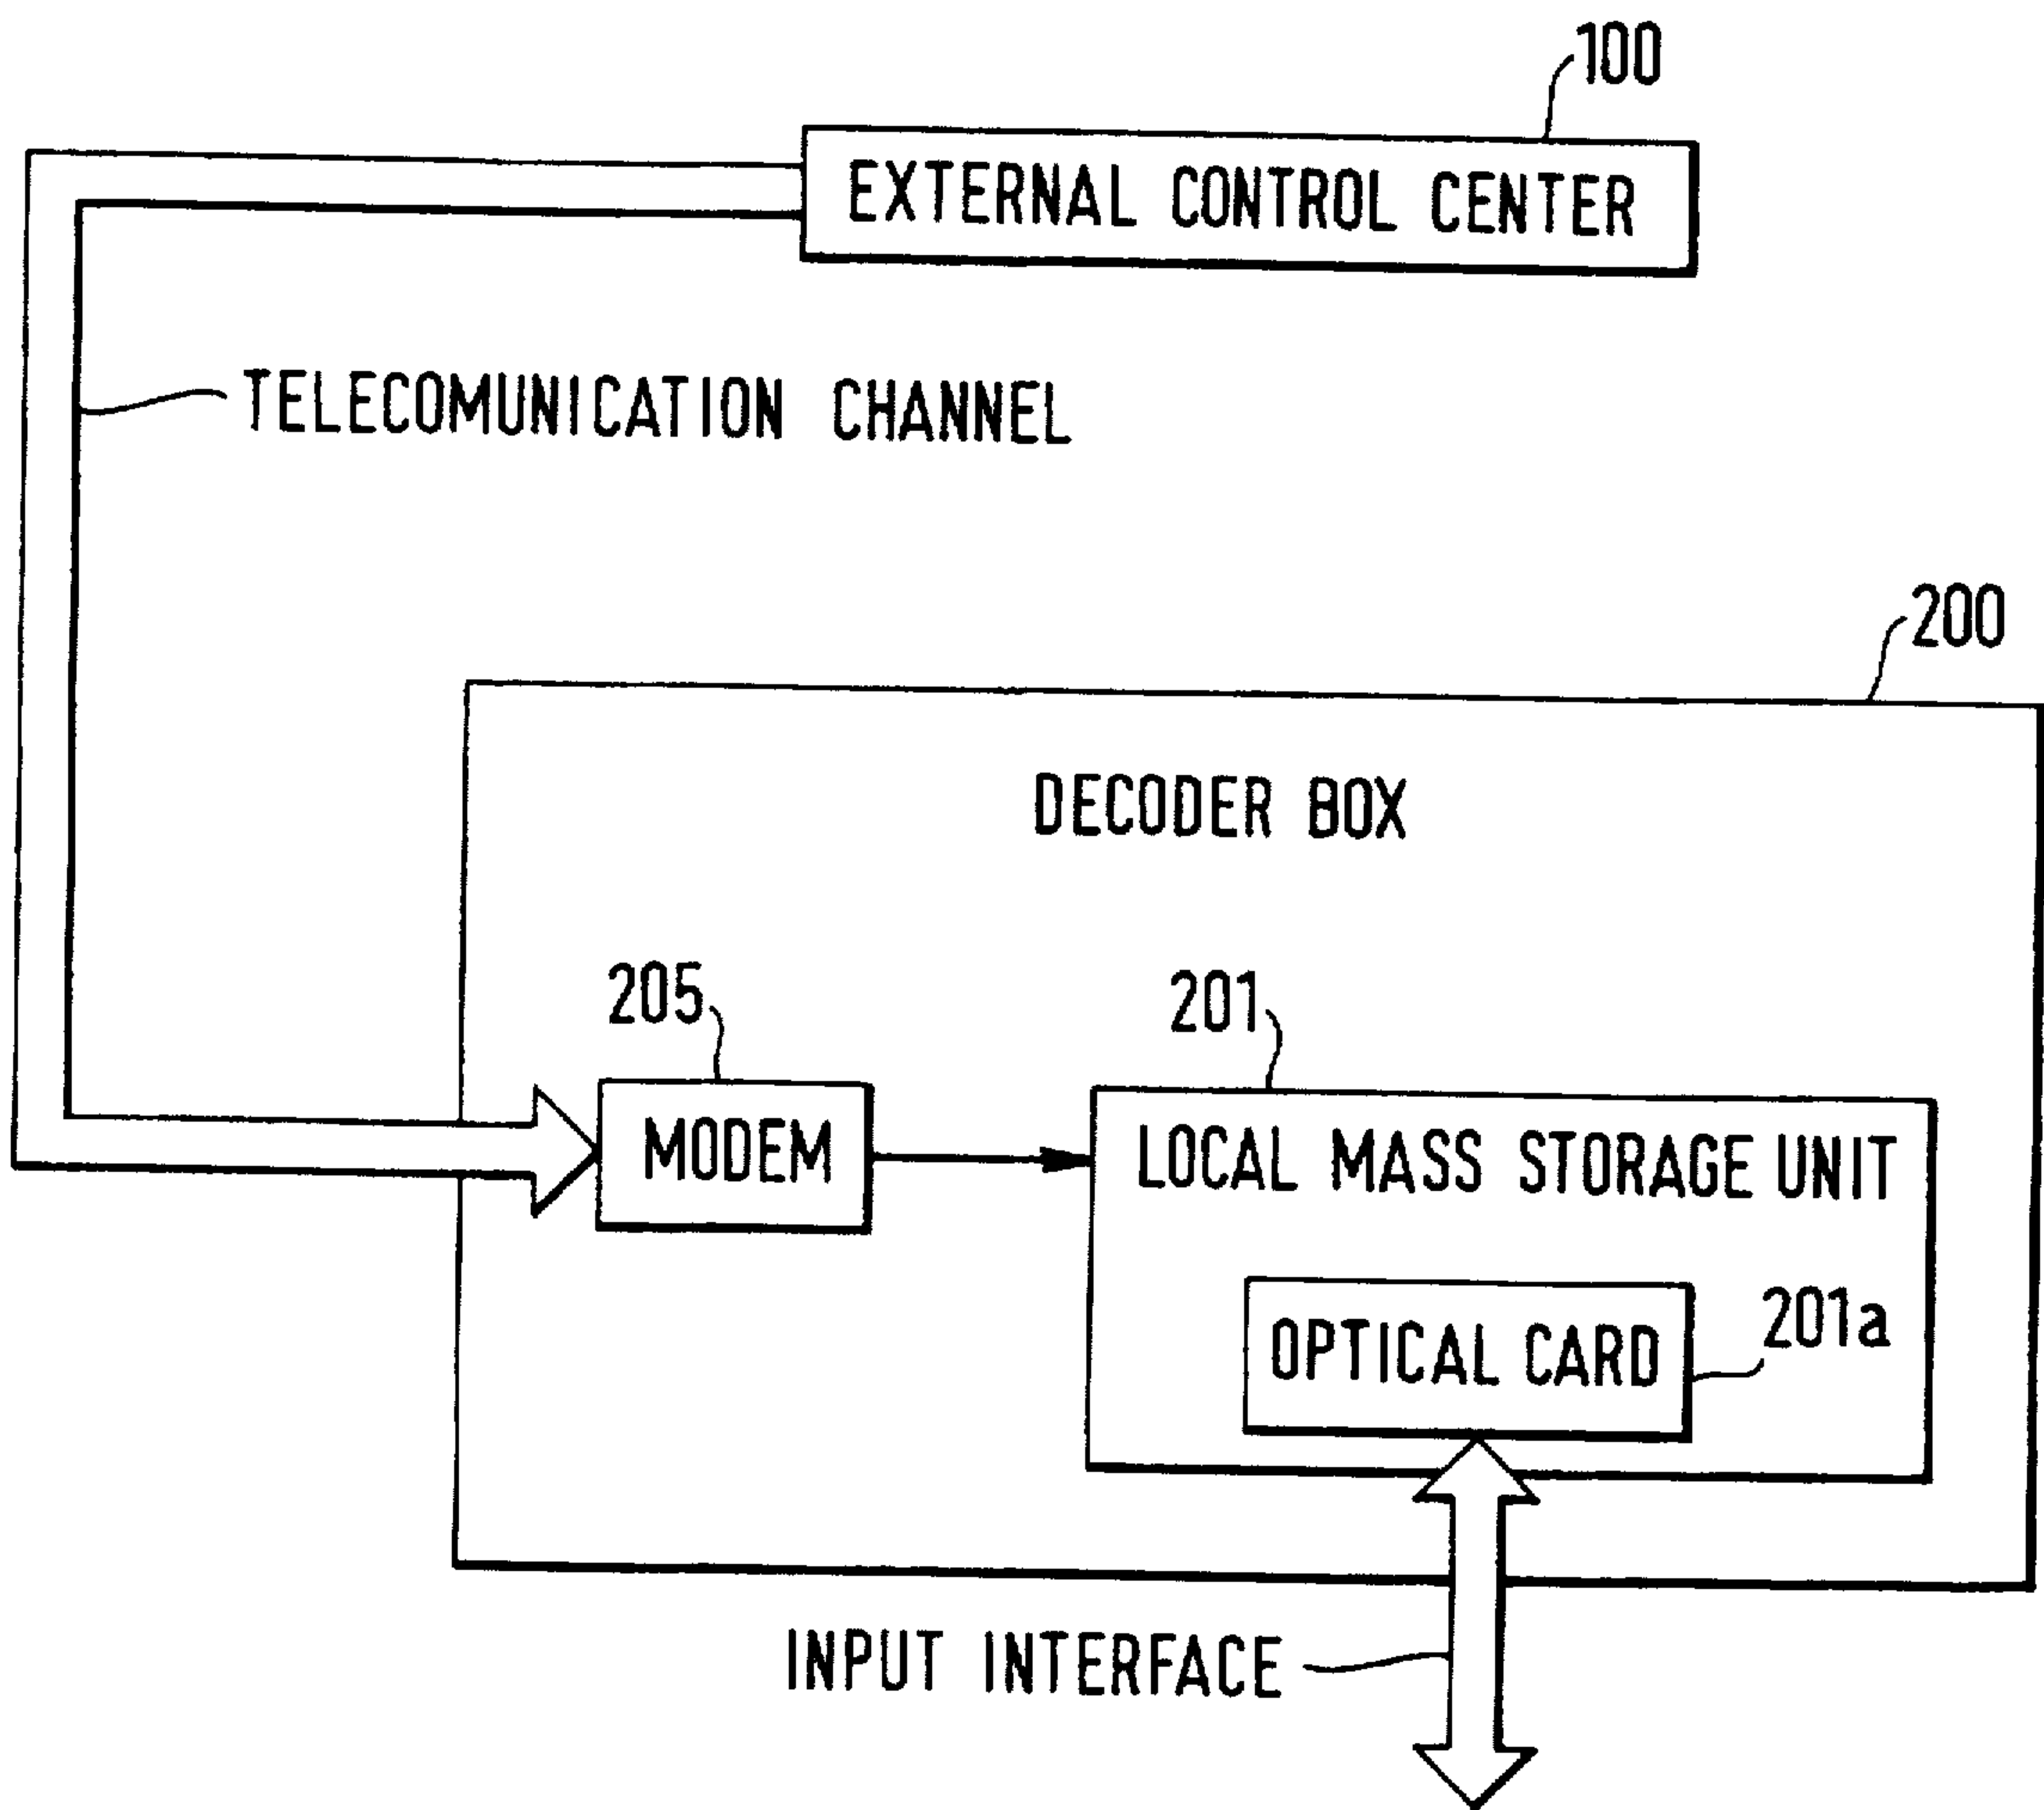 100
EXTERNAL CONTROL CENTER
TELECOMUNICATION CHANNEL
200
DECODER BOX
205
201
MODEM
LOCAL MASS STORAGE UNIT
OPTICAL CARD
201a
INPUT INTERFACE